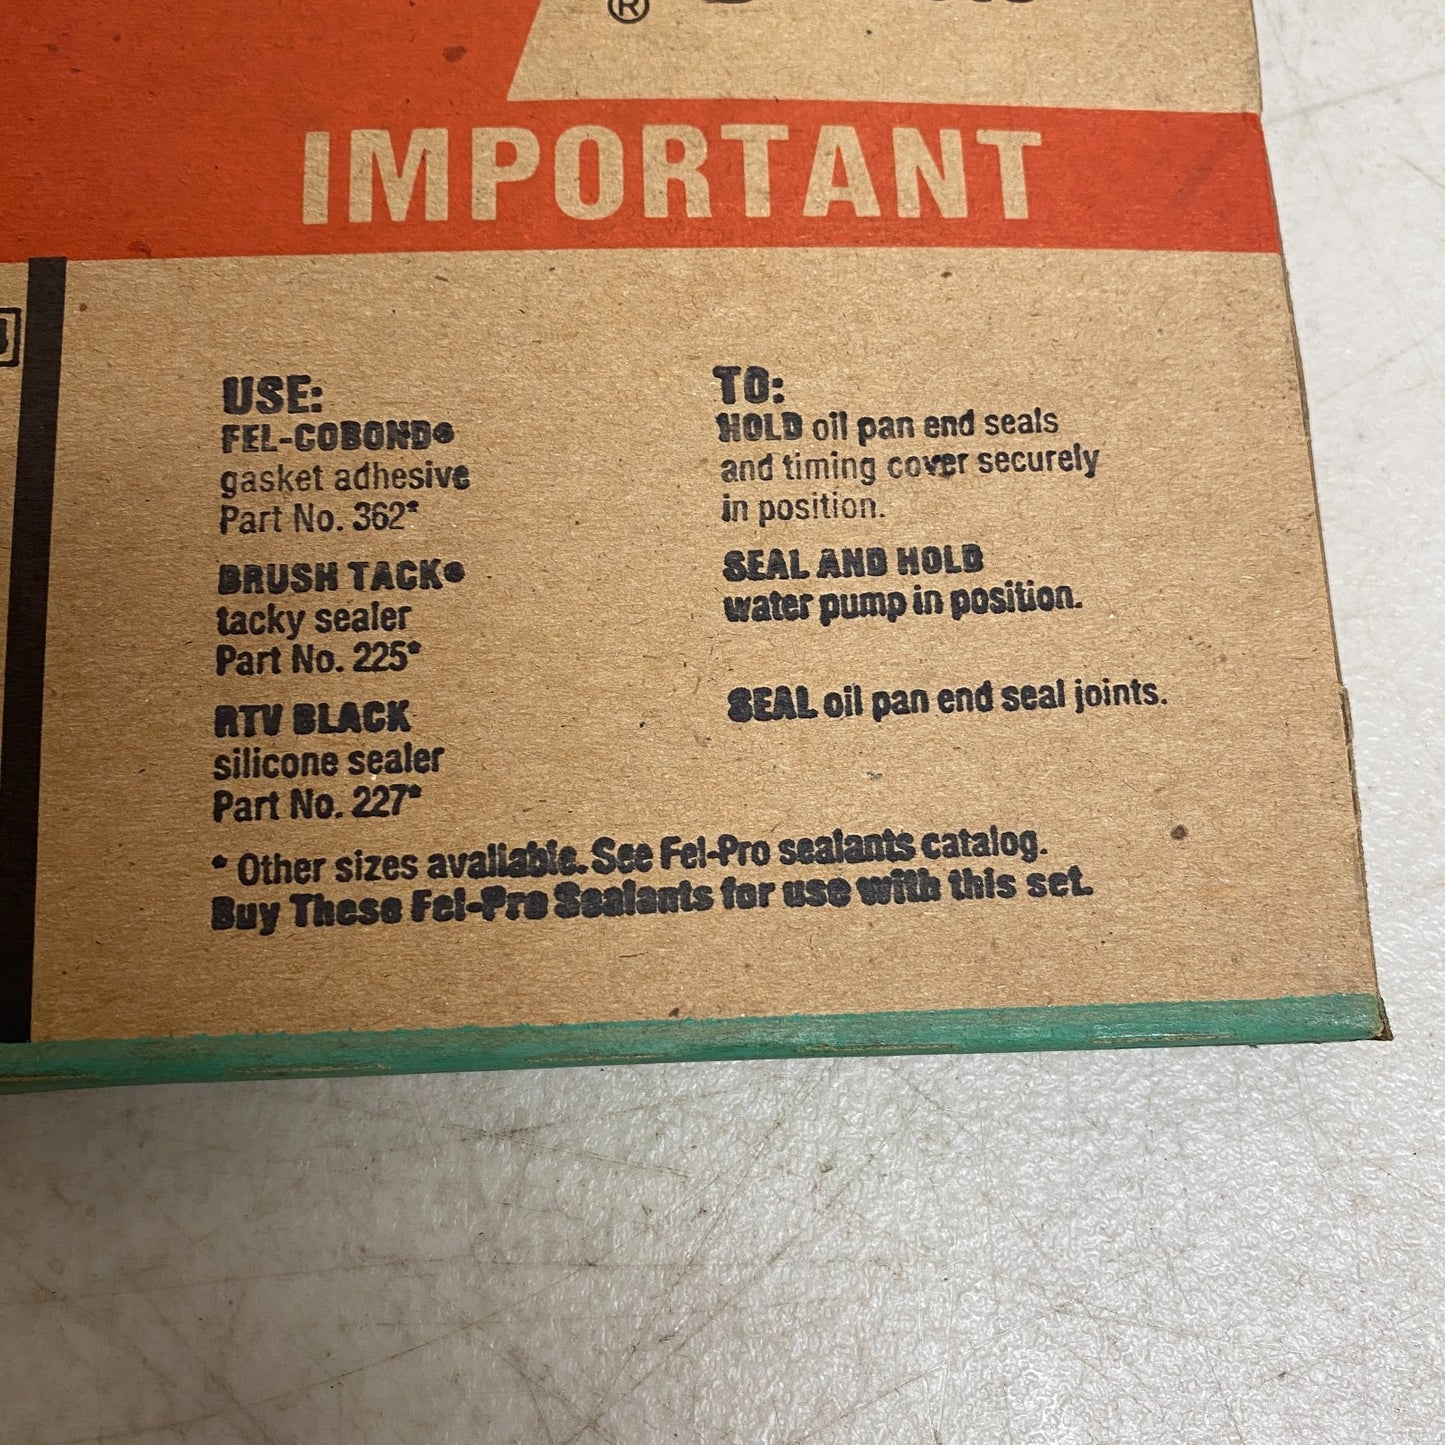 ®
IMPORTANT
USE:
FEL-COBOND®
gasket adhesive
Part No. 362*
BRUSH TACK®
tacky sealer
Part No. 225*
RTV BLACK
silicone sealer
Part No. 227*
TO:
HOLD oil pan end seals
and timing cover securely
in position.
SEAL AND HOLD
water pump in position.
SEAL oil pan end seal joints.
* Other sizes available. See Fel-Pro sealants catalog.
Buy These Fel-Pro Sealants for use with this set.